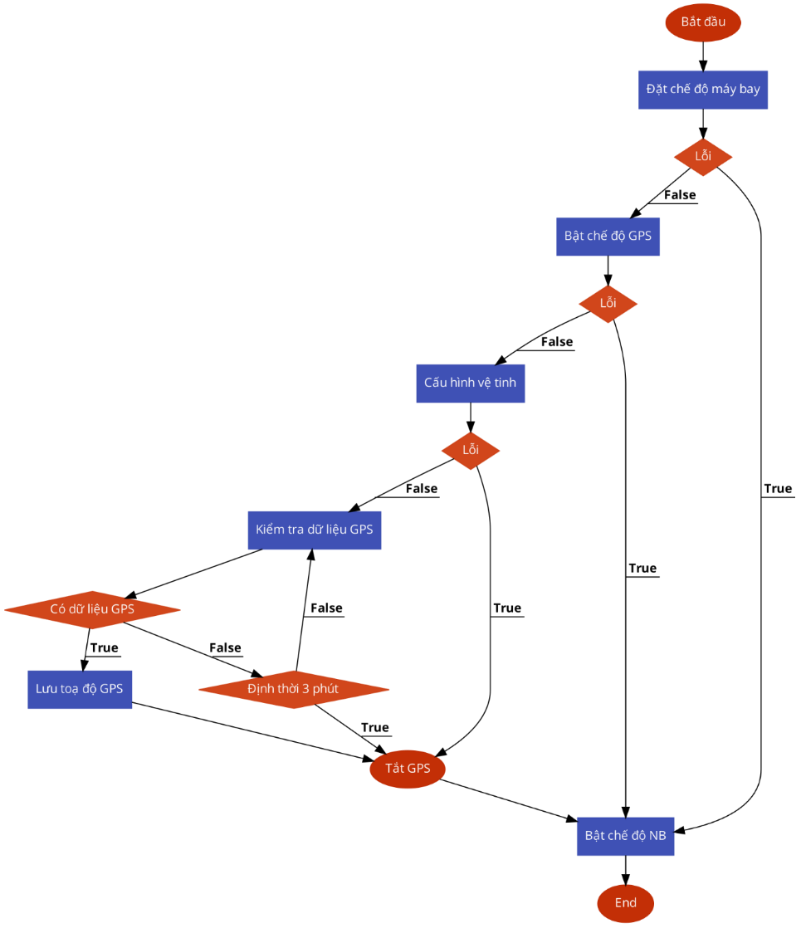 Bắt đầu
Đặt chế độ máy bay
Lỗi
False
Bật chế độ GPS
Lỗi
False
Cấu hình vệ tinh
Lỗi
False
True
Kiểm tra dữ liệu GPS
True
Có dữ liệu GPS
False
True
True
False
Lưu toạ độ GPS
Định thời 3 phút
True
Tắt GPS
Bật chế độ NB
End